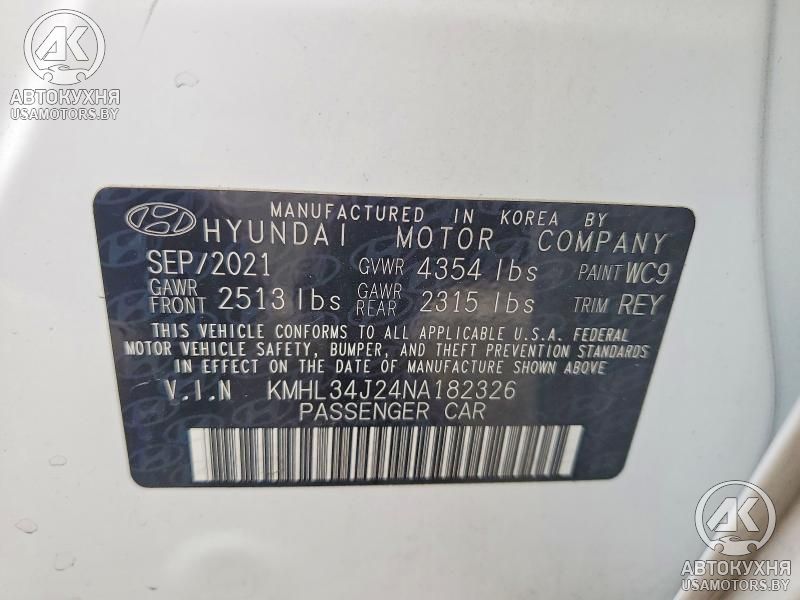 AK
АВТОКУХНЯ
USAMOTORS.BY
MANUFACTURED IN KOREA BY
HYUNDAI MOTOR COMPANY
SEP/2021 GVWR 4354 lbs PAINT WC9
GAWR FRONT 2513 lbs GAWR REAR 2315 lbs TRIM REY
THIS VEHICLE CONFORMS TO ALL APPLICABLE U.S.A. FEDERAL
MOTOR VEHICLE SAFETY, BUMPER, AND THEFT PREVENTION STANDARDS
IN EFFECT ON THE DATE OF MANUFACTURE SHOWN ABOVE
V.I.N KMHL34J24NA182326
PASSENGER CAR
AK
АВТОКУХНЯ
USAMOTORS.BY